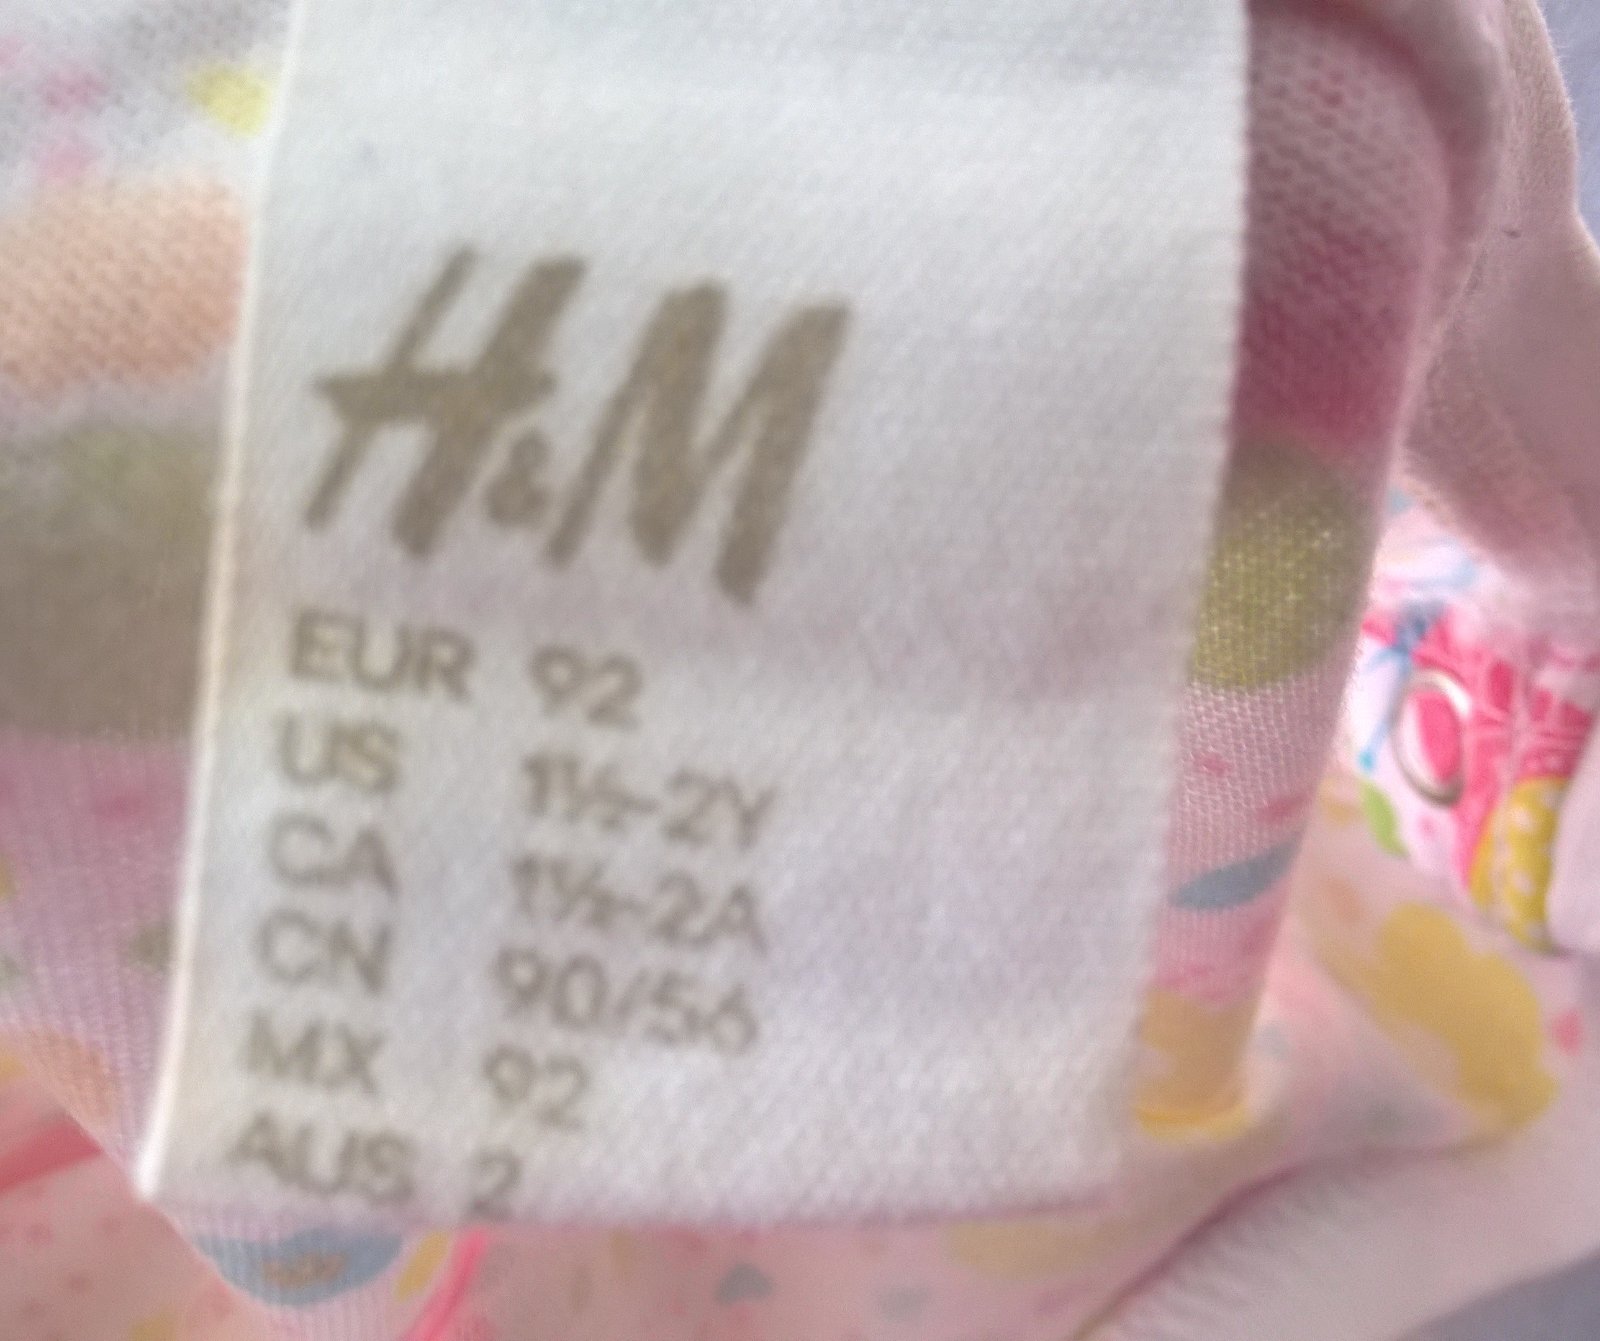 H&M
EUR 92
US 1½-2Y
CA 1½-2A
CN 90/56
MX 92
AUS 2